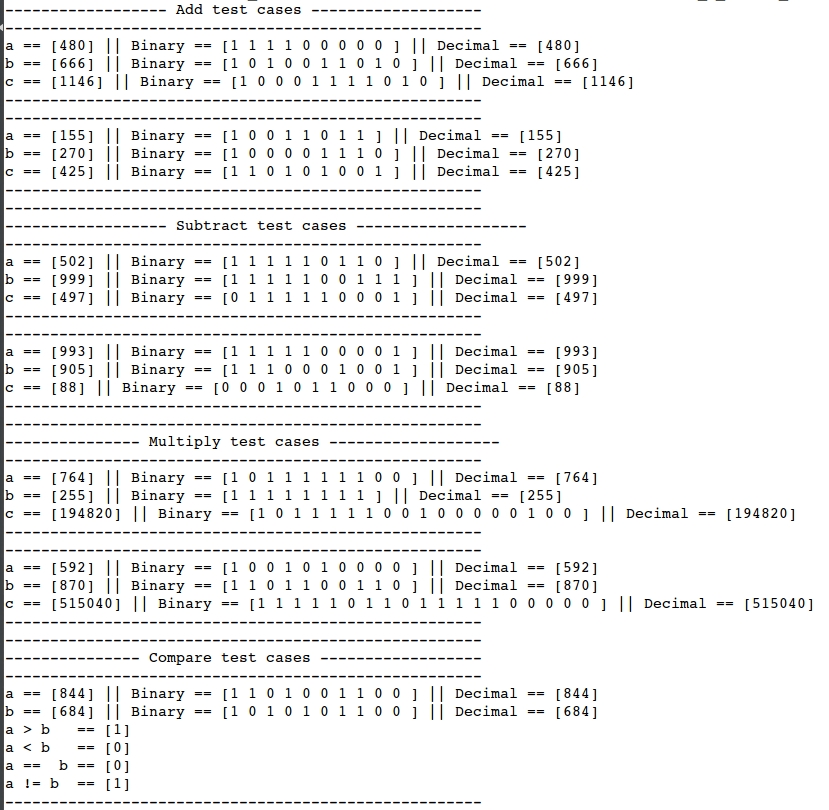 ------------------ Add test cases -------------------
-----------------------------------------------------
a == [480] || Binary == [1 1 1 1 0 0 0 0 0 ] || Decimal == [480]
b == [666] || Binary == [1 0 1 0 0 1 1 0 1 0 ] || Decimal == [666]
c == [1146] || Binary == [1 0 0 0 1 1 1 1 0 1 0 ] || Decimal == [1146]
-----------------------------------------------------
-----------------------------------------------------
a == [155] || Binary == [1 0 0 1 1 0 1 1 ] || Decimal == [155]
b == [270] || Binary == [1 0 0 0 0 1 1 1 0 ] || Decimal == [270]
c == [425] || Binary == [1 1 0 1 0 1 0 0 1 ] || Decimal == [425]
-----------------------------------------------------
-----------------------------------------------------
------------------ Subtract test cases -------------------
-----------------------------------------------------
a == [502] || Binary == [1 1 1 1 1 0 1 1 0 ] || Decimal == [502]
b == [999] || Binary == [1 1 1 1 1 0 0 1 1 1 ] || Decimal == [999]
c == [497] || Binary == [0 1 1 1 1 1 0 0 0 1 ] || Decimal == [497]
-----------------------------------------------------
-----------------------------------------------------
a == [993] || Binary == [1 1 1 1 1 0 0 0 0 1 ] || Decimal == [993]
b == [905] || Binary == [1 1 1 0 0 0 1 0 0 1 ] || Decimal == [905]
c == [88] || Binary == [0 0 0 1 0 1 1 0 0 0 ] || Decimal == [88]
-----------------------------------------------------
-----------------------------------------------------
--------------- Multiply test cases -------------------
-----------------------------------------------------
a == [764] || Binary == [1 0 1 1 1 1 1 1 0 0 ] || Decimal == [764]
b == [255] || Binary == [1 1 1 1 1 1 1 1 ] || Decimal == [255]
c == [194820] || Binary == [1 0 1 1 1 1 1 0 0 1 0 0 0 0 0 1 0 0 ] || Decimal == [194820]
-----------------------------------------------------
-----------------------------------------------------
a == [592] || Binary == [1 0 0 1 0 1 0 0 0 0 ] || Decimal == [592]
b == [870] || Binary == [1 1 0 1 1 0 0 1 1 0 ] || Decimal == [870]
c == [515040] || Binary == [1 1 1 1 1 0 1 1 0 1 1 1 1 1 0 0 0 0 0 ] || Decimal == [515040]
-----------------------------------------------------
-----------------------------------------------------
--------------- Compare test cases ------------------
-----------------------------------------------------
a == [844] || Binary == [1 1 0 1 0 0 1 1 0 0 ] || Decimal == [844]
b == [684] || Binary == [1 0 1 0 1 0 1 1 0 0 ] || Decimal == [684]
a > b   == [1]
a < b   == [0]
a ==  b == [0]
a != b  == [1]
-----------------------------------------------------